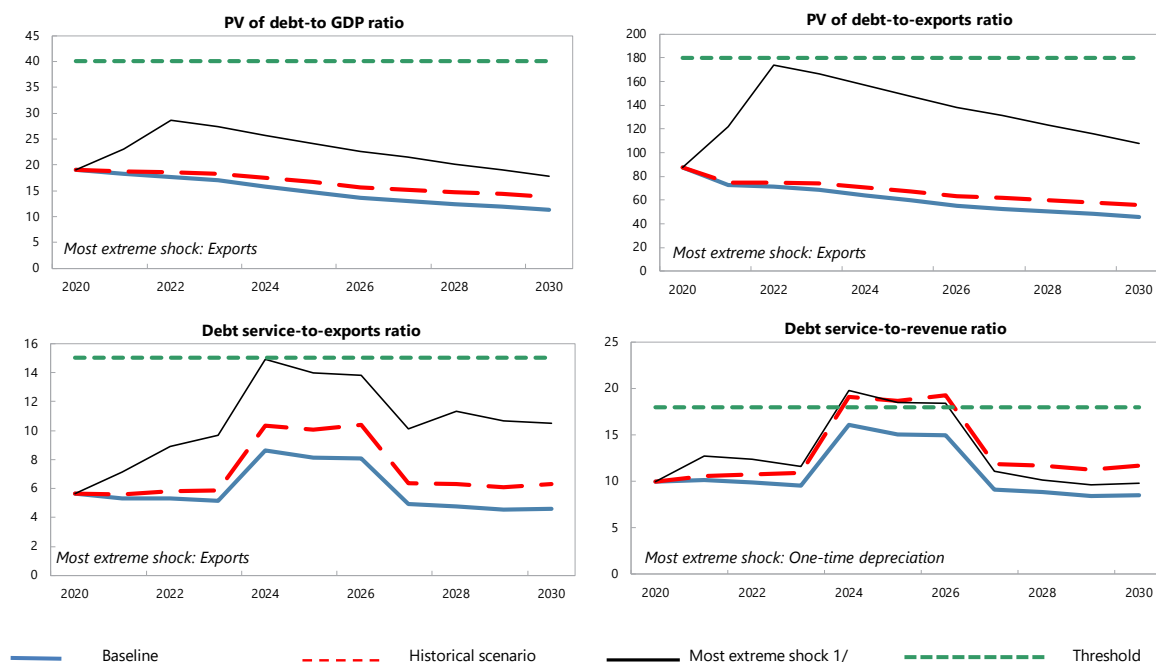 PV of debt-to GDP ratio
45
40
35
30
25
20
15
10
5
0
Most extreme shock: Exports
2020 2022 2024 2026 2028 2030
PV of debt-to-exports ratio
200
180
160
140
120
100
80
60
40
20
0
Most extreme shock: Exports
2020 2022 2024 2026 2028 2030
Debt service-to-exports ratio
16
14
12
10
8
6
4
2
0
Most extreme shock: Exports
2020 2022 2024 2026 2028 2030
Debt service-to-revenue ratio
25
20
15
10
5
0
Most extreme shock: One-time depreciation
2020 2022 2024 2026 2028 2030
Baseline Historical scenario Most extreme shock 1/ Threshold